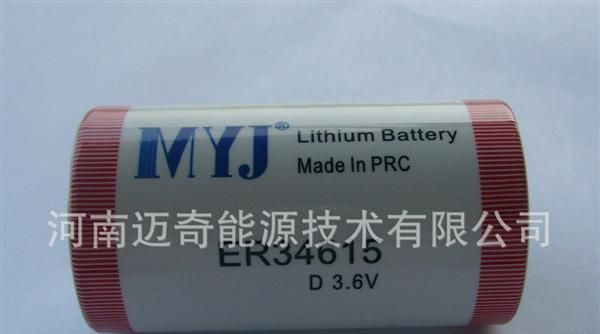 MYJ® Lithium Battery
Made In PRC
河南迈奇能源技术有限公司
ER34615
D 3.6V